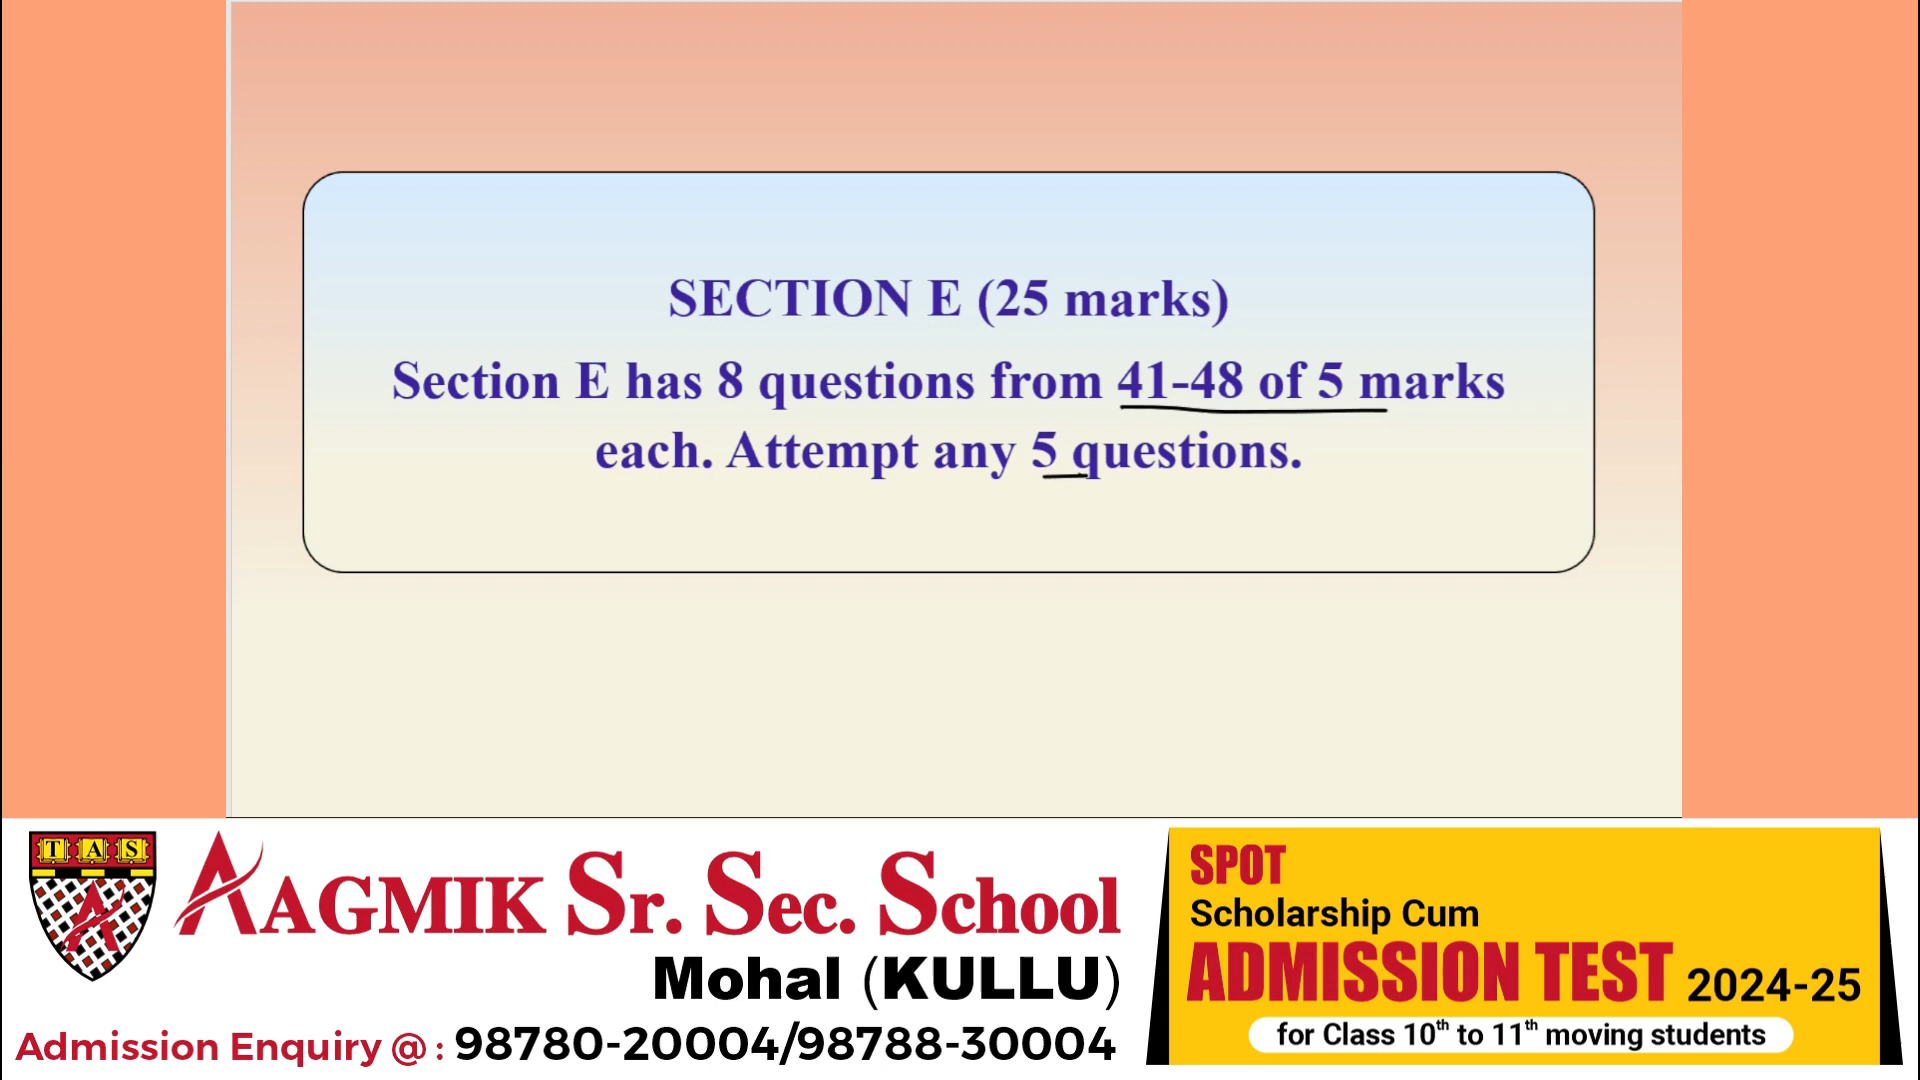 SECTION E (25 marks)
Section E has 8 questions from 41-48 of 5 marks
each. Attempt any 5 questions.
T A S
AAGMIK Sr. Sec. School
Mohal (KULLU)
Admission Enquiry @ : 98780-20004/98788-30004
SPOT
Scholarship Cum
ADMISSION TEST 2024-25
for Class 10th to 11th moving students